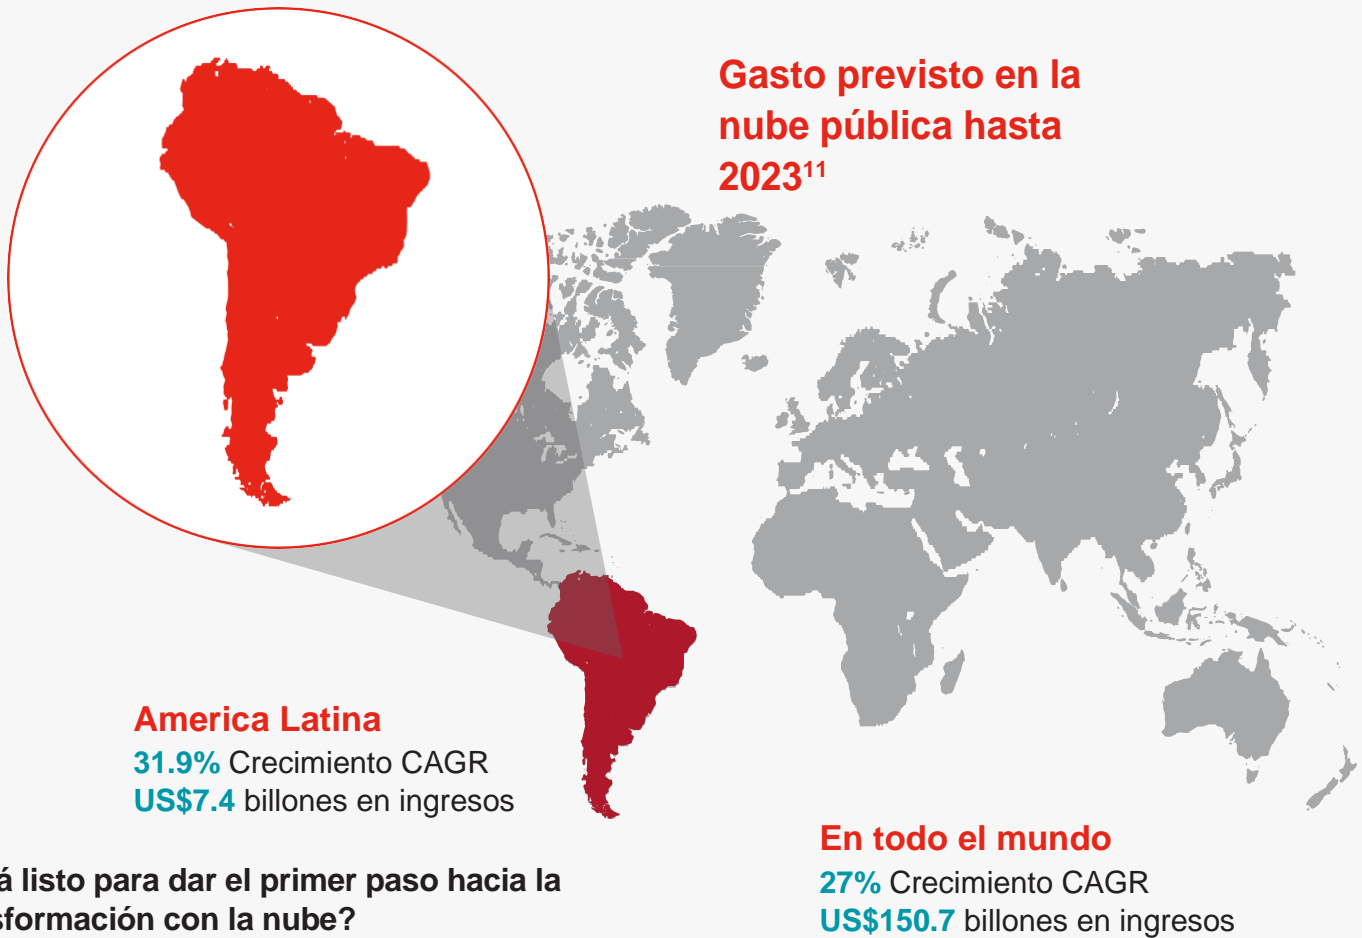 Gasto previsto en la
nube pública hasta
2023¹¹
America Latina
31.9% Crecimiento CAGR
US$7.4 billones en ingresos
En todo el mundo
27% Crecimiento CAGR
US$150.7 billones en ingresos
á listo para dar el primer paso hacia la
sformación con la nube?